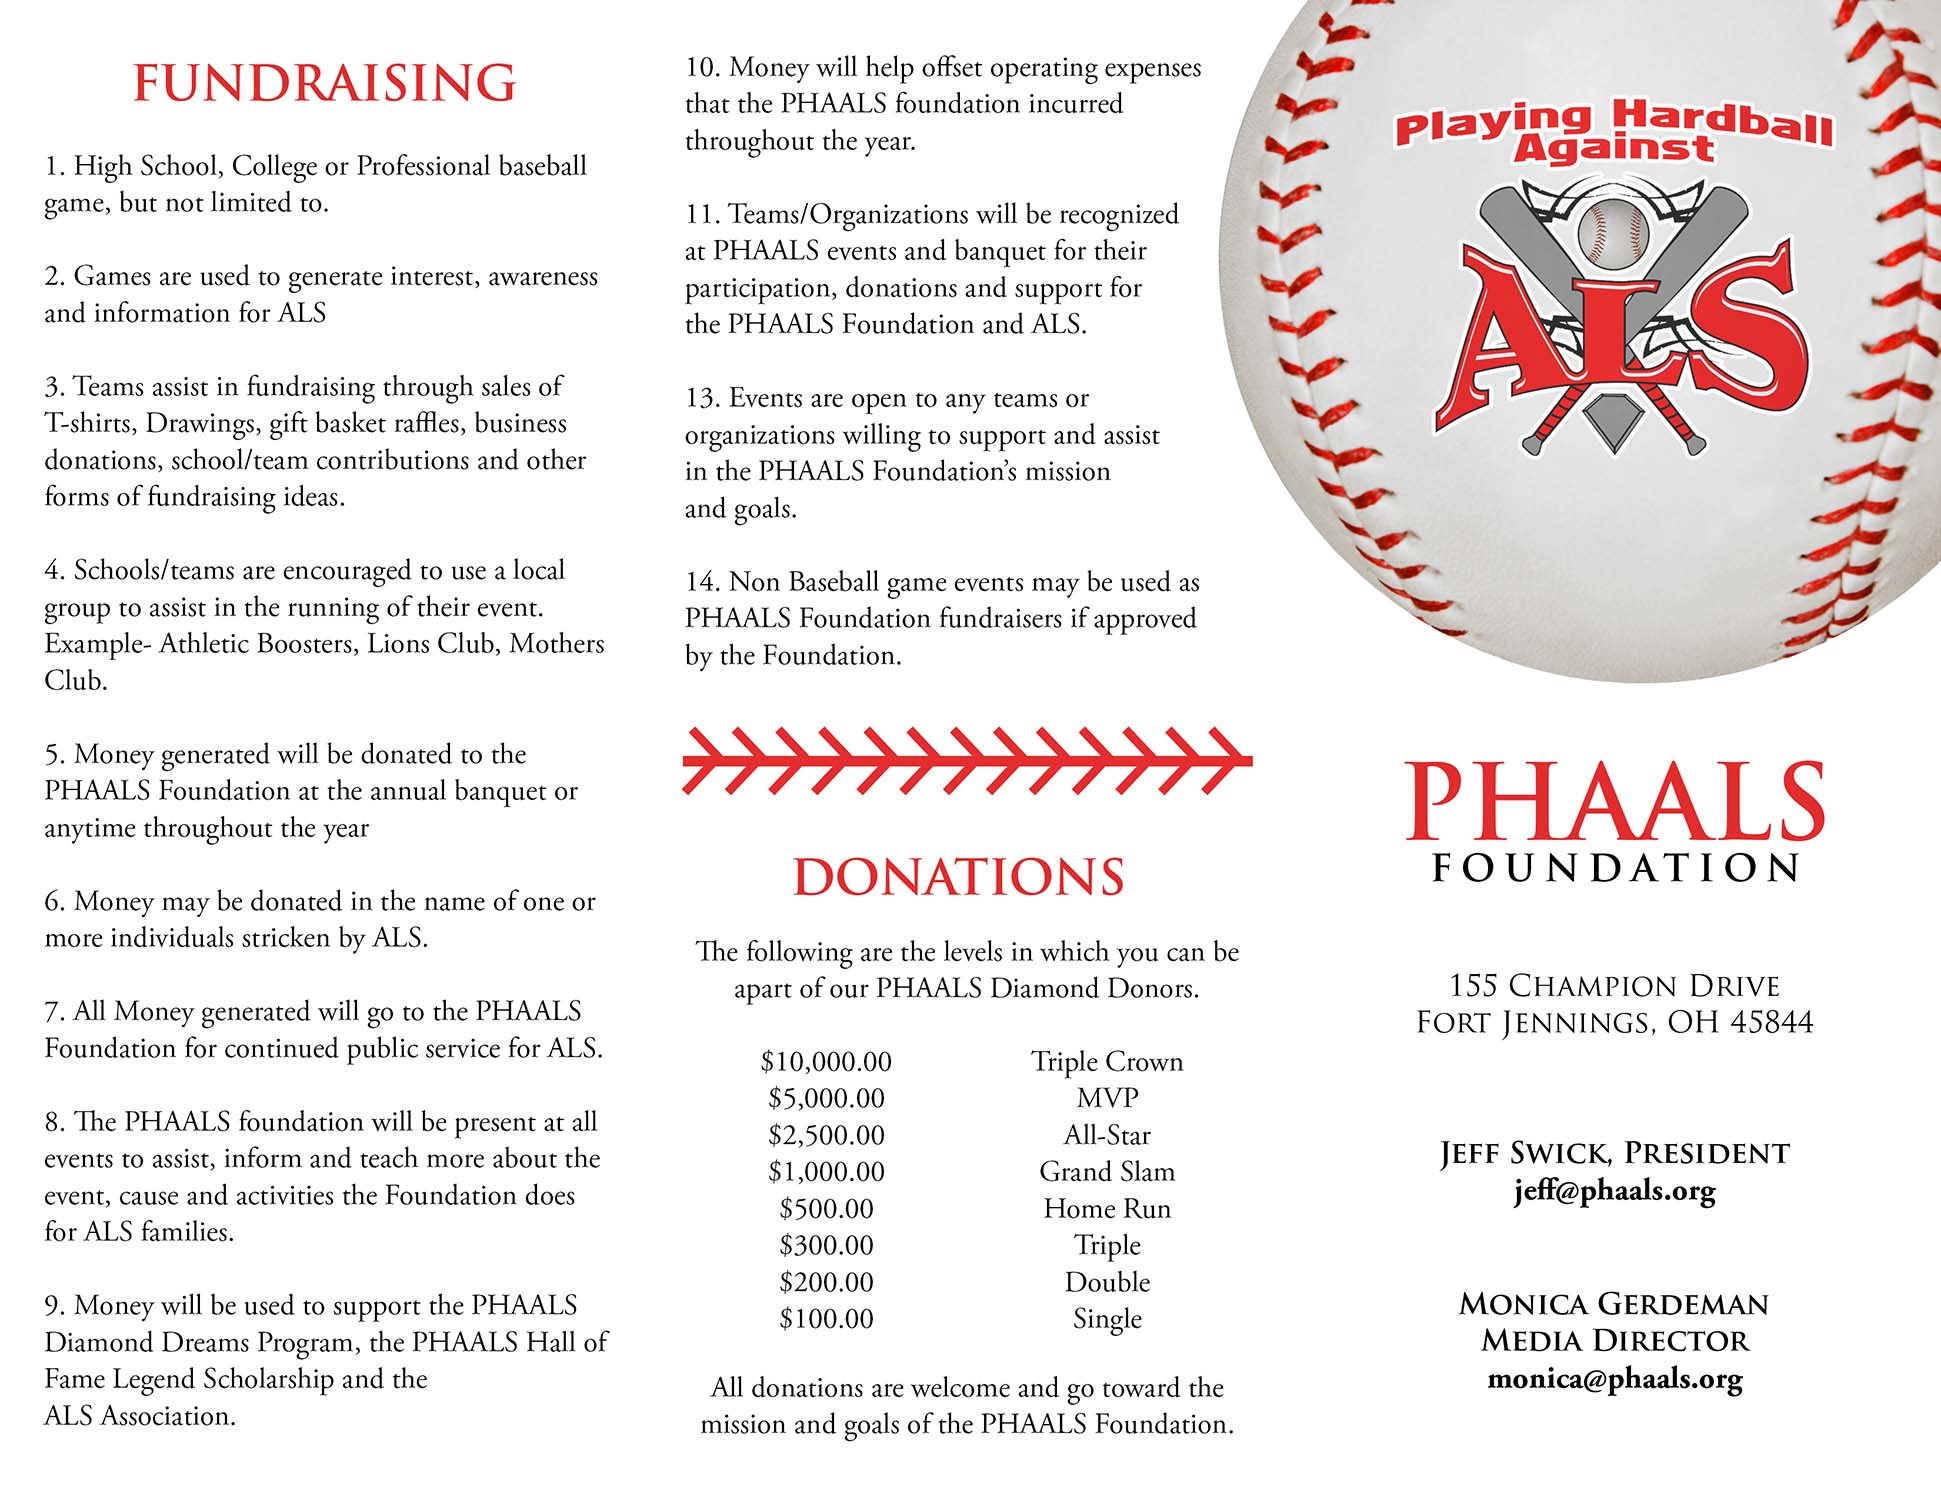 FUNDRAISING
1. High School, College or Professional baseball
game, but not limited to.
2. Games are used to generate interest, awareness
and information for ALS
3. Teams assist in fundraising through sales of
T-shirts, Drawings, gift basket raffles, business
donations, school/team contributions and other
forms of fundraising ideas.
4. Schools/teams are encouraged to use a local
group to assist in the running of their event.
Example- Athletic Boosters, Lions Club, Mothers
Club.
5. Money generated will be donated to the
PHAALS Foundation at the annual banquet or
anytime throughout the year
6. Money may be donated in the name of one or
more individuals stricken by ALS.
7. All Money generated will go to the PHAALS
Foundation for continued public service for ALS.
8. The PHAALS foundation will be present at all
events to assist, inform and teach more about the
event, cause and activities the Foundation does
for ALS families.
9. Money will be used to support the PHAALS
Diamond Dreams Program, the PHAALS Hall of
Fame Legend Scholarship and the
ALS Association.
10. Money will help offset operating expenses
that the PHAALS foundation incurred
throughout the year.
11. Teams/Organizations will be recognized
at PHAALS events and banquet for their
participation, donations and support for
the PHAALS Foundation and ALS.
13. Events are open to any teams or
organizations willing to support and assist
in the PHAALS Foundation's mission
and goals.
14. Non Baseball game events may be used as
PHAALS Foundation fundraisers if approved
by the Foundation.
DONATIONS
The following are the levels in which you can be
apart of our PHAALS Diamond Donors.
$10,000.00 Triple Crown
$5,000.00 MVP
$2,500.00 All-Star
$1,000.00 Grand Slam
$500.00 Home Run
$300.00 Triple
$200.00 Double
$100.00 Single
All donations are welcome and go toward the
mission and goals of the PHAALS Foundation.
Playing Hardball
Against
ALS
PHAALS
FOUNDATION
155 Champion Drive
Fort Jennings, OH 45844
Jeff Swick, President
jeff@phaals.org
Monica Gerdeman
Media Director
monica@phaals.org